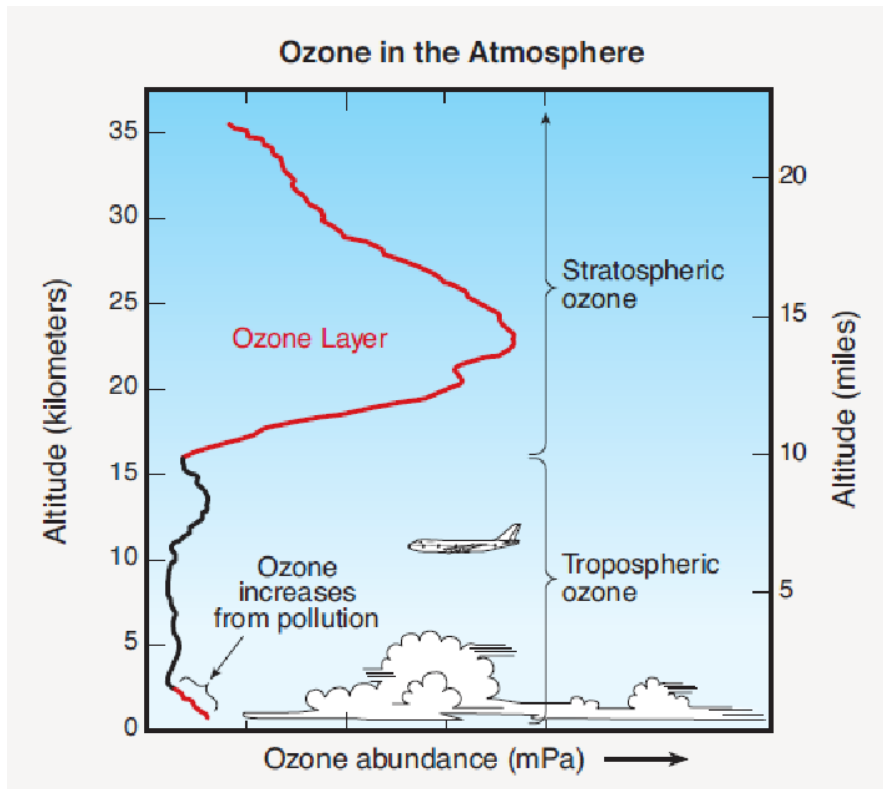 Ozone in the Atmosphere
Altitude (kilometers)
35
30
25
20
15
10
5
0
Ozone Layer
Stratospheric
ozone
Tropospheric
ozone
Ozone
increases
from pollution
20
15
10
5
Altitude (miles)
Ozone abundance (mPa)